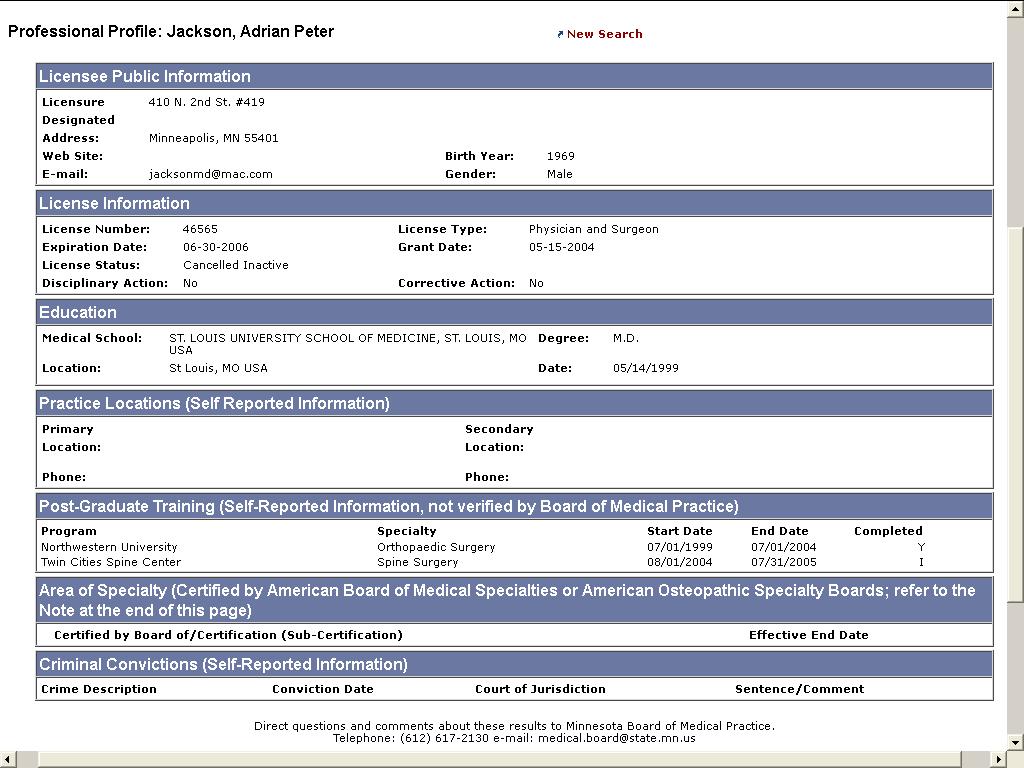 Professional Profile: Jackson, Adrian Peter
New Search
Licensee Public Information
Licensure 410 N. 2nd St. #419
Designated
Address: Minneapolis, MN 55401
Web Site: Birth Year: 1969
E-mail: jacksonmd@mac.com Gender: Male
License Information
License Number: 46565 License Type: Physician and Surgeon
Expiration Date: 06-30-2006 Grant Date: 05-15-2004
License Status: Cancelled Inactive
Disciplinary Action: No Corrective Action: No
Education
Medical School: ST. LOUIS UNIVERSITY SCHOOL OF MEDICINE, ST. LOUIS, MO Degree: M.D.
USA
Location: St Louis, MO USA Date: 05/14/1999
Practice Locations (Self Reported Information)
Primary Secondary
Location: Location:
Phone: Phone:
Post-Graduate Training (Self-Reported Information, not verified by Board of Medical Practice)
Program Specialty Start Date End Date Completed
Northwestern University Orthopaedic Surgery 07/01/1999 07/01/2004 Y
Twin Cities Spine Center Spine Surgery 08/01/2004 07/31/2005 I
Area of Specialty (Certified by American Board of Medical Specialties or American Osteopathic Specialty Boards; refer to the
Note at the end of this page)
Certified by Board of/Certification (Sub-Certification) Effective End Date
Criminal Convictions (Self-Reported Information)
Crime Description Conviction Date Court of Jurisdiction Sentence/Comment
Direct questions and comments about these results to Minnesota Board of Medical Practice.
Telephone: (612) 617-2130 e-mail: medical.board@state.mn.us